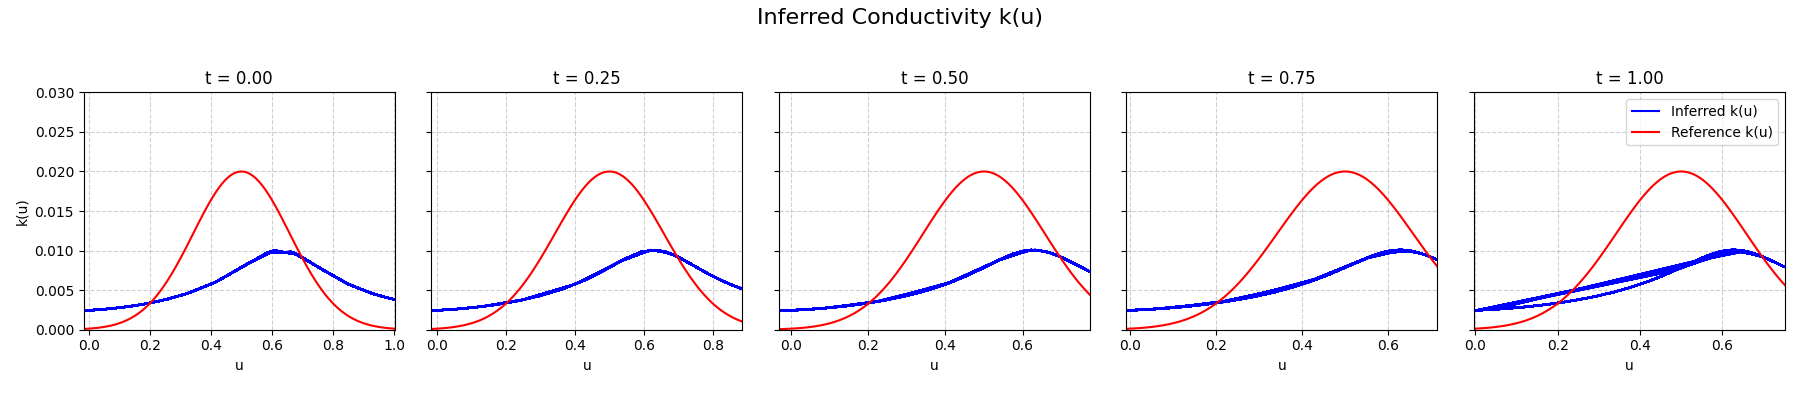 Inferred Conductivity k(u)
t = 0.00
t = 0.25
t = 0.50
t = 0.75
t = 1.00
k(u)
0.030
0.025
0.020
0.015
0.010
0.005
0.000
Inferred k(u)
Reference k(u)
0.0 0.2 0.4 0.6 0.8 1.0
0.0 0.2 0.4 0.6 0.8
0.0 0.2 0.4 0.6
0.0 0.2 0.4 0.6
0.0 0.2 0.4 0.6
u
u
u
u
u